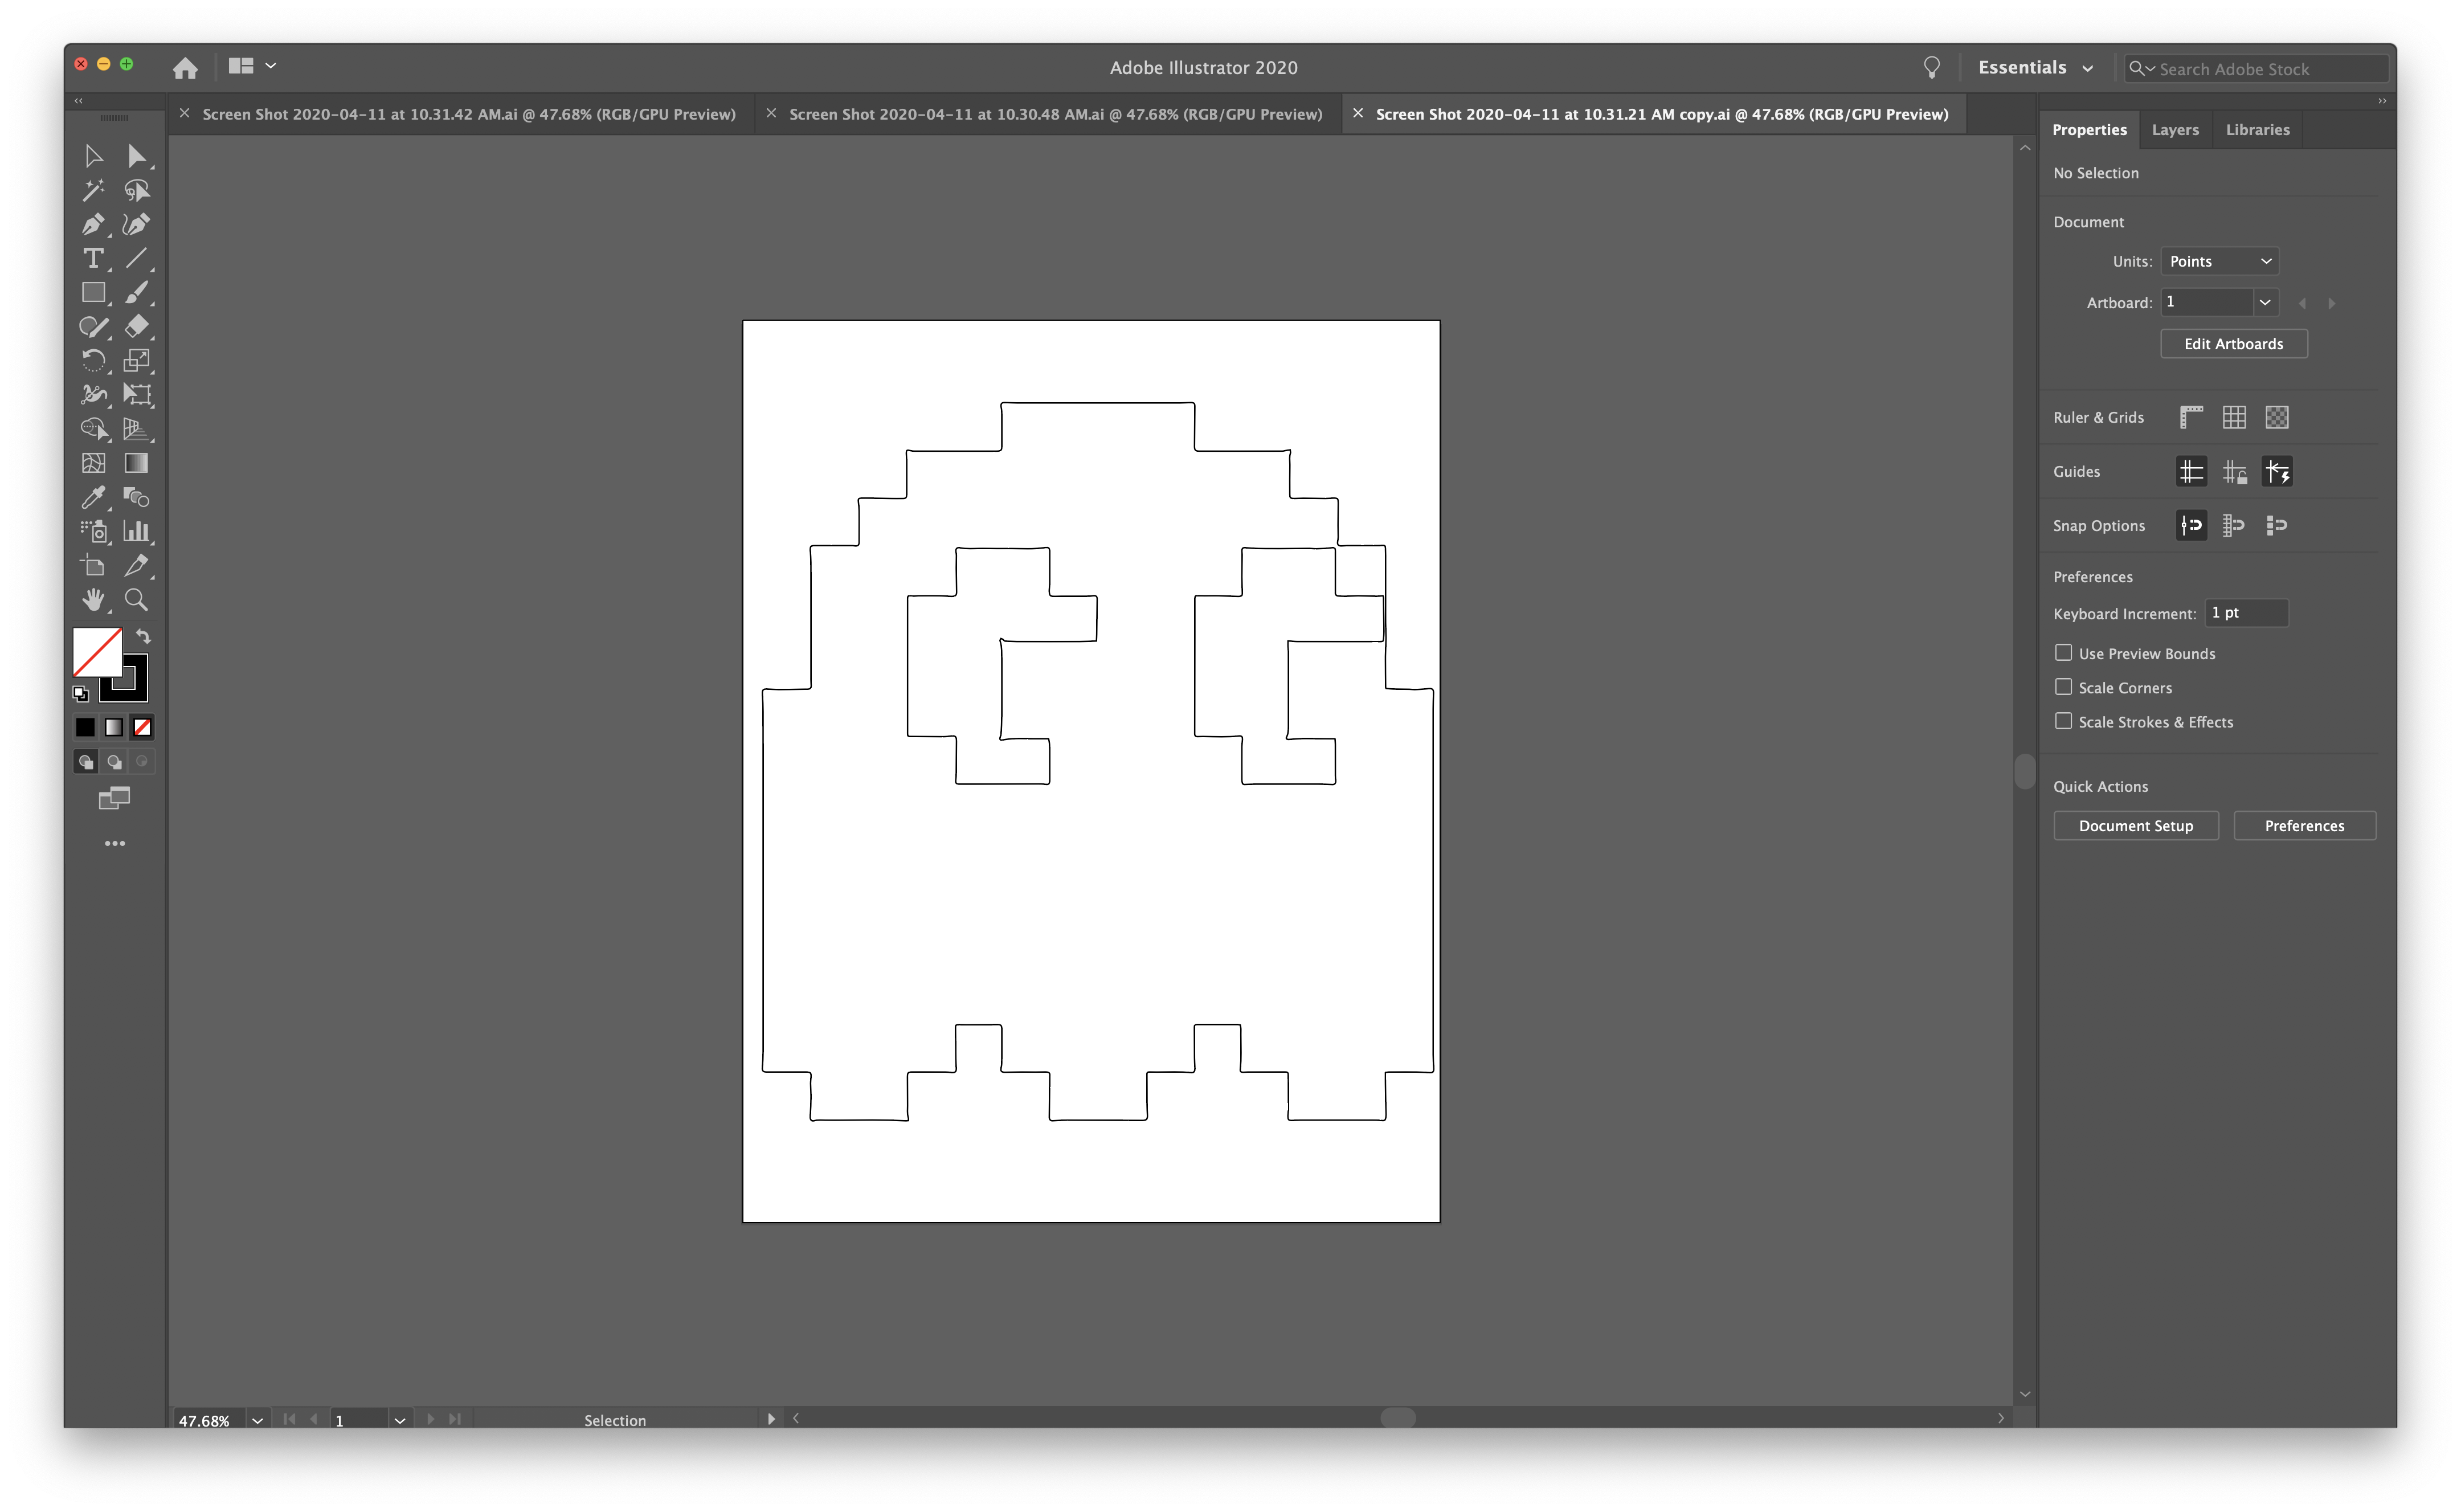 Adobe Illustrator 2020
Essentials
Search Adobe Stock
Screen Shot 2020-04-11 at 10.31.42 AM.ai @ 47.68% (RGB/GPU Preview)
Screen Shot 2020-04-11 at 10.30.48 AM.ai @ 47.68% (RGB/GPU Preview)
Screen Shot 2020-04-11 at 10.31.21 AM copy.ai @ 47.68% (RGB/GPU Preview)
Properties
Layers
Libraries
No Selection
Document
Units: Points
Artboard: 1
Edit Artboards
Ruler & Grids
Guides
Snap Options
Preferences
Keyboard Increment: 1 pt
Use Preview Bounds
Scale Corners
Scale Strokes & Effects
Quick Actions
Document Setup
Preferences
47.68%
1
Selection